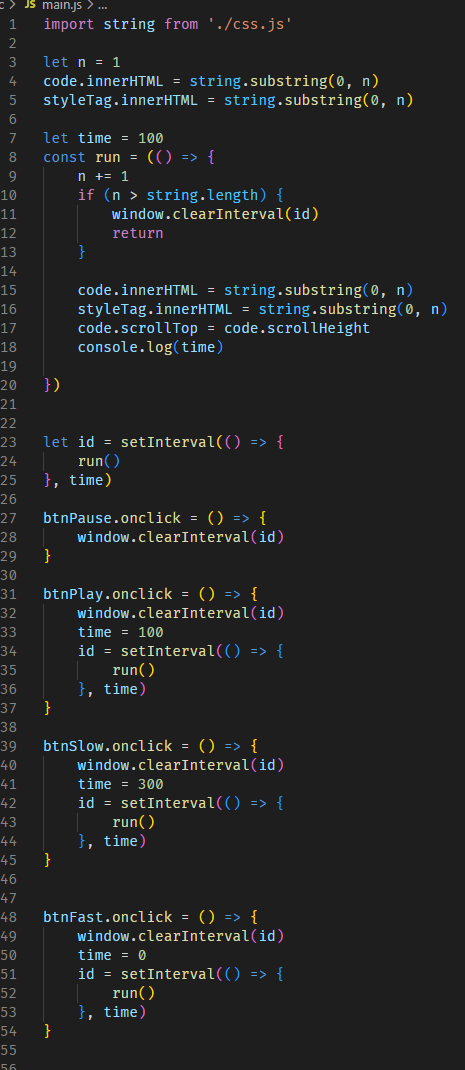 c > JS main.js > ...
1 import string from './css.js'
2
3 let n = 1
4 code.innerHTML = string.substring(0, n)
5 styleTag.innerHTML = string.substring(0, n)
6
7 let time = 100
8 const run = (() => {
9     n += 1
10     if (n > string.length) {
11         window.clearInterval(id)
12         return
13     }
14
15     code.innerHTML = string.substring(0, n)
16     styleTag.innerHTML = string.substring(0, n)
17     code.scrollTop = code.scrollHeight
18     console.log(time)
19
20 })
21
22
23 let id = setInterval(() => {
24     run()
25 }, time)
26
27 btnPause.onclick = () => {
28     window.clearInterval(id)
29 }
30
31 btnPlay.onclick = () => {
32     window.clearInterval(id)
33     time = 100
34     id = setInterval(() => {
35         run()
36     }, time)
37 }
38
39 btnSlow.onclick = () => {
40     window.clearInterval(id)
41     time = 300
42     id = setInterval(() => {
43         run()
44     }, time)
45 }
46
47
48 btnFast.onclick = () => {
49     window.clearInterval(id)
50     time = 0
51     id = setInterval(() => {
52         run()
53     }, time)
54 }
55
56